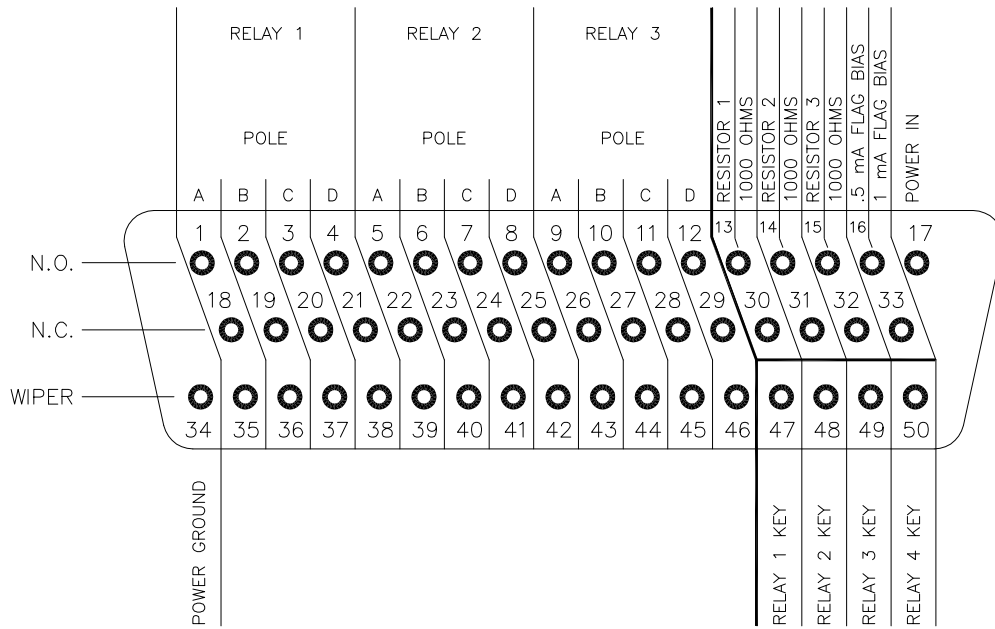 RELAY 1 RELAY 2 RELAY 3
POLE POLE POLE
A B C D A B C D A B C D
RESISTOR 1
1000 OHMS
RESISTOR 2
1000 OHMS
RESISTOR 3
1000 OHMS
.5 mA FLAG BIAS
1 mA FLAG BIAS
POWER IN
1 2 3 4 5 6 7 8 9 10 11 12 13 14 15 16 17
N.O.
18 19 20 21 22 23 24 25 26 27 28 29 30 31 32 33
N.C.
WIPER
34 35 36 37 38 39 40 41 42 43 44 45 46 47 48 49 50
POWER GROUND
RELAY 1 KEY
RELAY 2 KEY
RELAY 3 KEY
RELAY 4 KEY